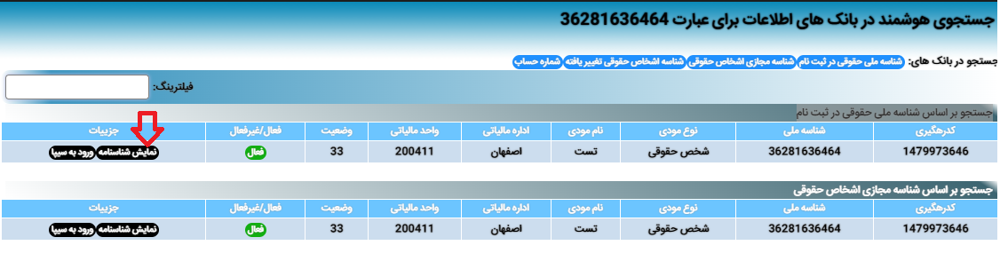 جستجوی هوشمند در بانک های اطلاعات برای عبارت 36281636464
جستجو در بانک های: شناسه ملی حقوقی در ثبت نام شناسه مجازی اشخاص حقوقی شناسه اشخاص حقوقی تغییر یافته شماره حساب
فیلترینگ:
جستجو بر اساس شناسه ملی حقوقی در ثبت نام
کدرهگیری شناسه ملی نوع مودی نام مودی اداره مالیاتی واحد مالیاتی وضعیت فعال/غیرفعال جزییات
1479973646 36281636464 شخص حقوقی تست اصفهان 200411 33 فعال نمایش شناسنامه ورود به سیپا
جستجو بر اساس شناسه مجازی اشخاص حقوقی
کدرهگیری شناسه ملی نوع مودی نام مودی اداره مالیاتی واحد مالیاتی وضعیت فعال/غیرفعال جزییات
1479973646 36281636464 شخص حقوقی تست اصفهان 200411 33 فعال نمایش شناسنامه ورود به سیپا